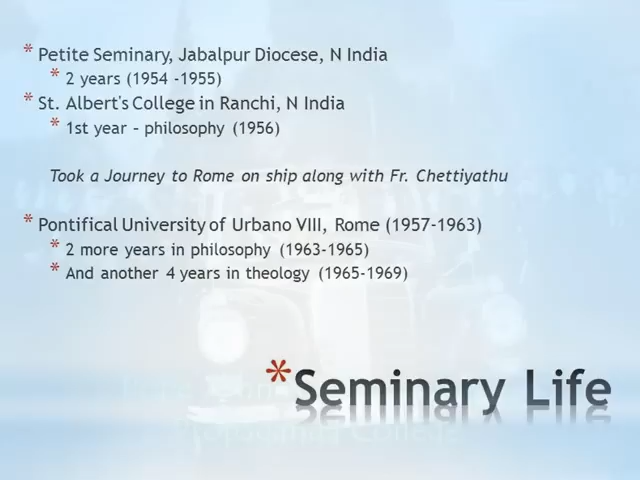 * Petite Seminary, Jabalpur Diocese, N India
* 2 years (1954 -1955)
* St. Albert's College in Ranchi, N India
* 1st year – philosophy (1956)
Took a Journey to Rome on ship along with Fr. Chettiyathu
* Pontifical University of Urbano VIII, Rome (1957-1963)
* 2 more years in philosophy (1963-1965)
* And another 4 years in theology (1965-1969)
* Seminary Life
College